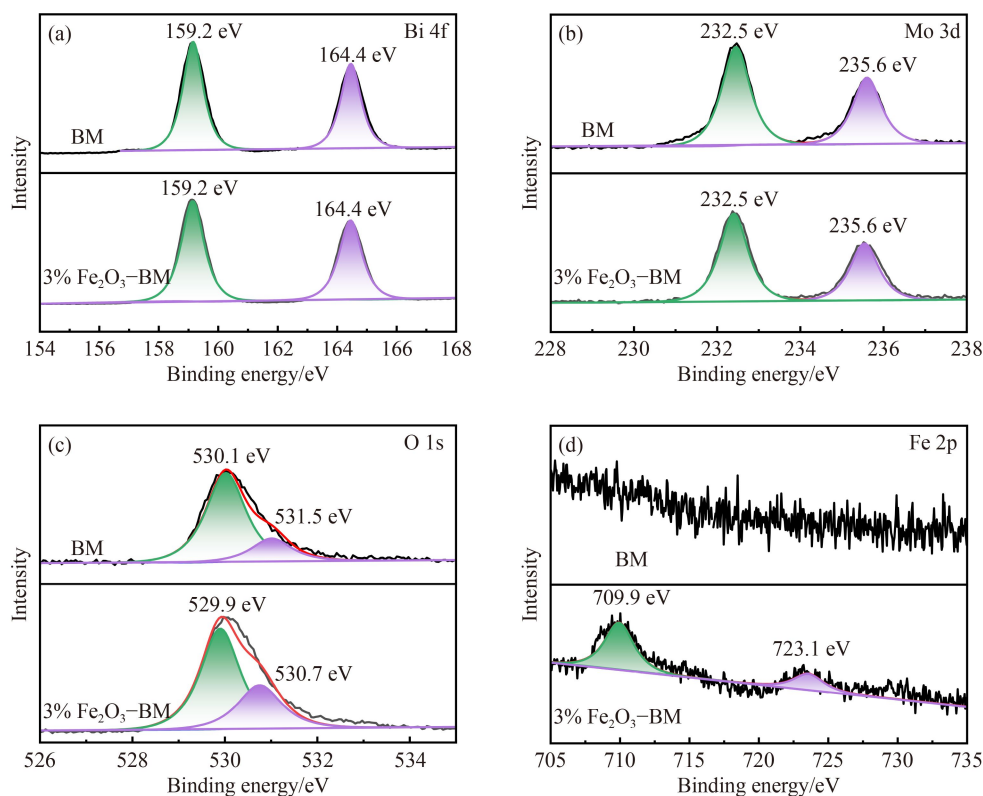 (a)
Bi 4f
159.2 eV
164.4 eV
BM
159.2 eV
164.4 eV
3% Fe₂O₃−BM
Intensity
154 156 158 160 162 164 166 168
Binding energy/eV
(b)
Mo 3d
232.5 eV
235.6 eV
BM
232.5 eV
235.6 eV
3% Fe₂O₃−BM
Intensity
228 230 232 234 236 238
Binding energy/eV
(c)
O 1s
530.1 eV
531.5 eV
BM
529.9 eV
530.7 eV
3% Fe₂O₃−BM
Intensity
526 528 530 532 534
Binding energy/eV
(d)
Fe 2p
BM
709.9 eV
723.1 eV
3% Fe₂O₃−BM
Intensity
705 710 715 720 725 730 735
Binding energy/eV